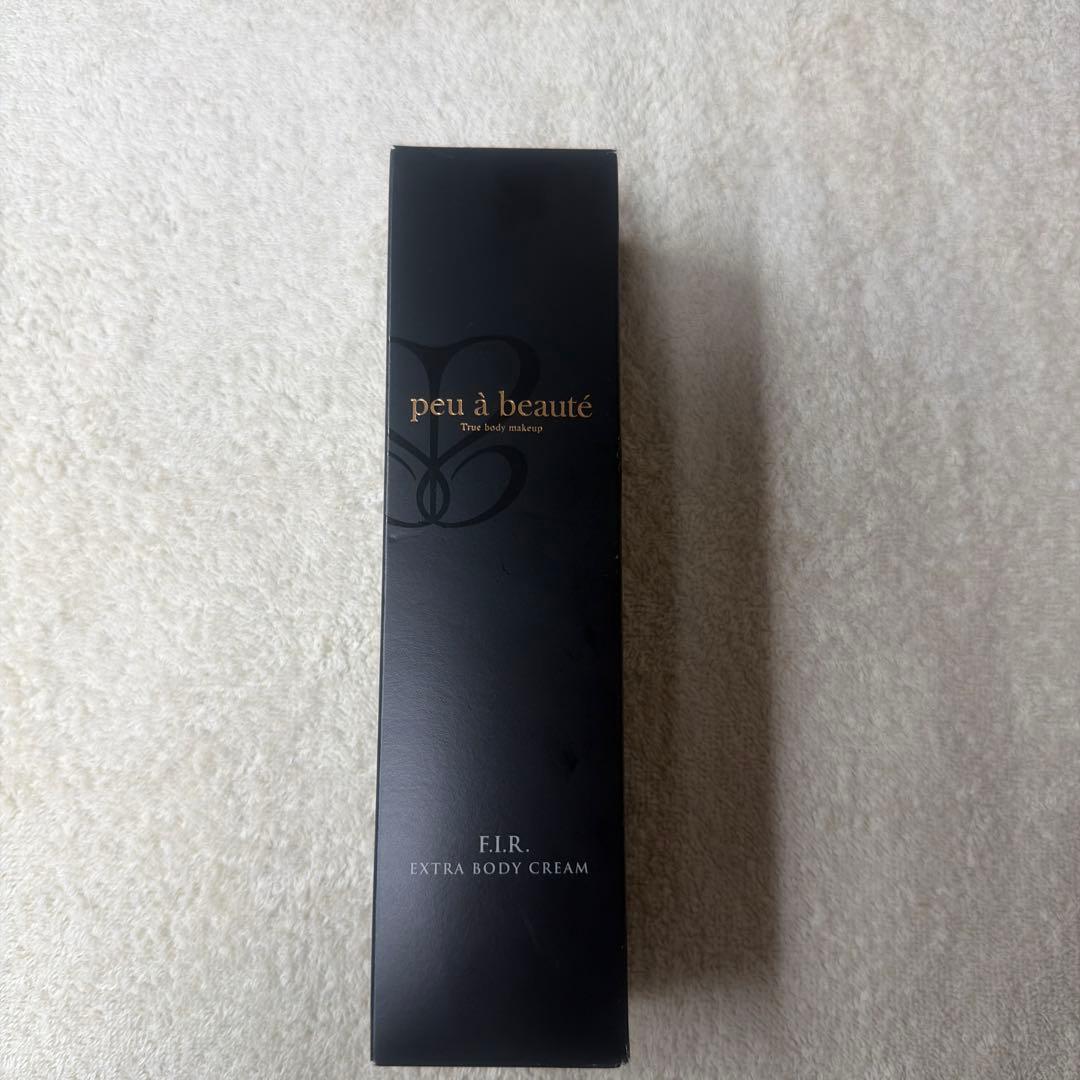 peu à beauté
True body makeup
F.I.R.
EXTRA BODY CREAM